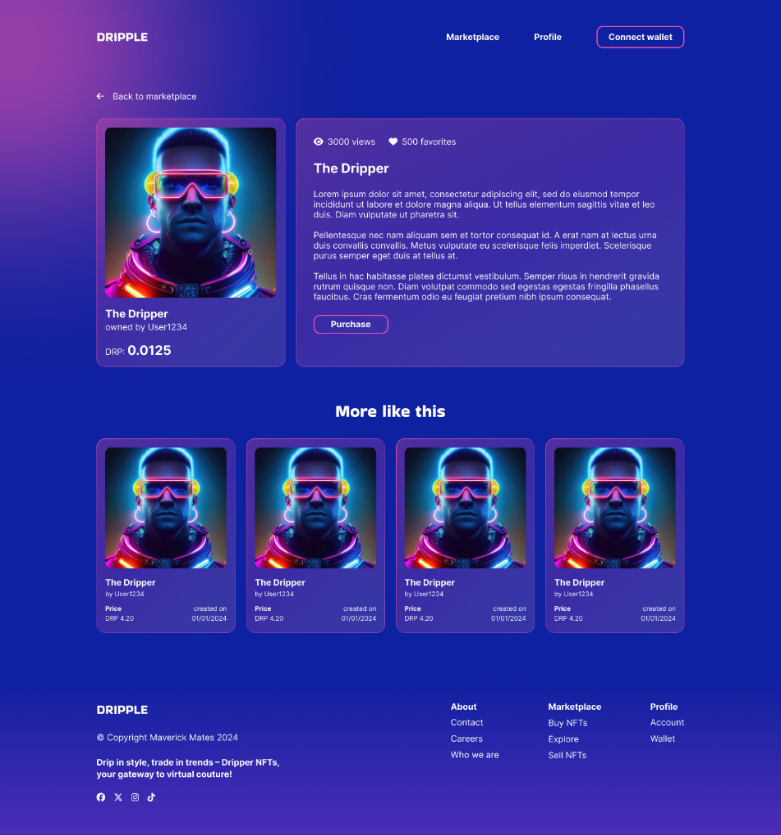 DRIPPLE
Marketplace
Profile
Connect wallet
Back to marketplace
The Dripper
owned by User1234
DRP: 0.0125
3000 views
500 favorites
The Dripper
Lorem ipsum dolor sit amet, consectetur adipiscing elit, sed do eiusmod tempor
incididunt ut labore et dolore magna aliqua. Ut tellus elementum sagittis vitae et leo
duis. Diam vulputate ut pharetra sit.
Pellentesque nec nam aliquam sem et tortor consequat id. A erat nam at lectus urna
duis convallis convallis. Metus vulputate eu scelerisque felis imperdiet. Scelerisque
purus semper eget duis at tellus at.
Tellus in hac habitasse platea dictumst vestibulum. Semper risus in hendrerit gravida
rutrum quisque non. Diam volutpat commodo sed egestas egestas fringilla phasellus
faucibus. Cras fermentum odio eu feugiat pretium nibh ipsum consequat.
Purchase
More like this
The Dripper
by User1234
Price
created on
DRP 4.20
01/01/2024
The Dripper
by User1234
Price
created on
DRP 4.20
01/01/2024
The Dripper
by User1234
Price
created on
DRP 4.20
01/01/2024
The Dripper
by User1234
Price
created on
DRP 4.20
01/01/2024
DRIPPLE
© Copyright Maverick Mates 2024
Drip in style, trade in trends – Dripper NFTs,
your gateway to virtual couture!
About
Contact
Careers
Who we are
Marketplace
Buy NFTs
Explore
Sell NFTs
Profile
Account
Wallet